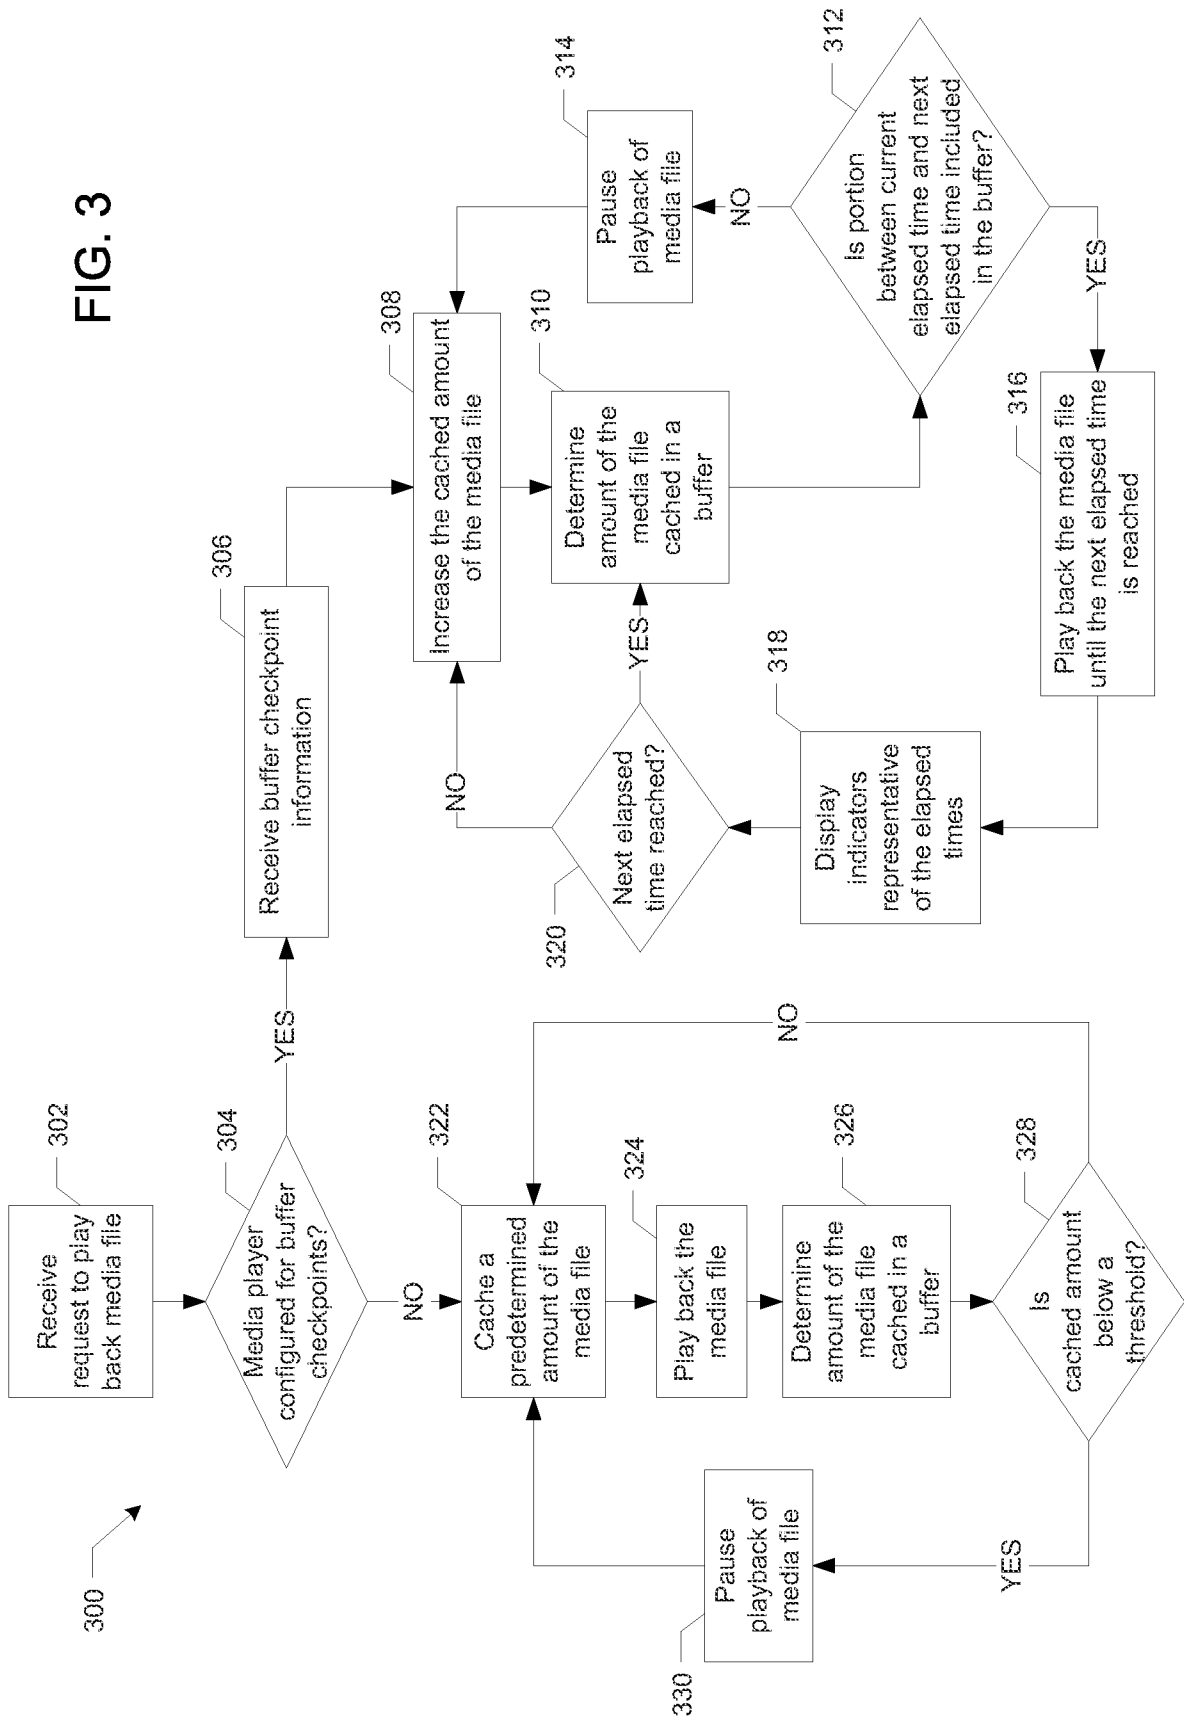 FIG. 3
300
302
Receive
request to play
back media file
304
Media player
configured for buffer
checkpoints?
YES
NO
306
Receive buffer checkpoint
information
308
Increase the cached amount
of the media file
310
Determine
amount of the
media file
cached in a
buffer
312
Is portion
between current
elapsed time and next
elapsed time included
in the buffer?
NO
YES
314
Pause
playback of
media file
316
Play back the media file
until the next elapsed time
is reached
318
Display
indicators
representative
of the elapsed
times
320
Next elapsed
time reached?
YES
NO
322
Cache a
predetermined
amount of the
media file
324
Play back the
media file
326
Determine
amount of the
media file
cached in a
buffer
328
Is
cached amount
below a
threshold?
NO
YES
330
Pause
playback of
media file